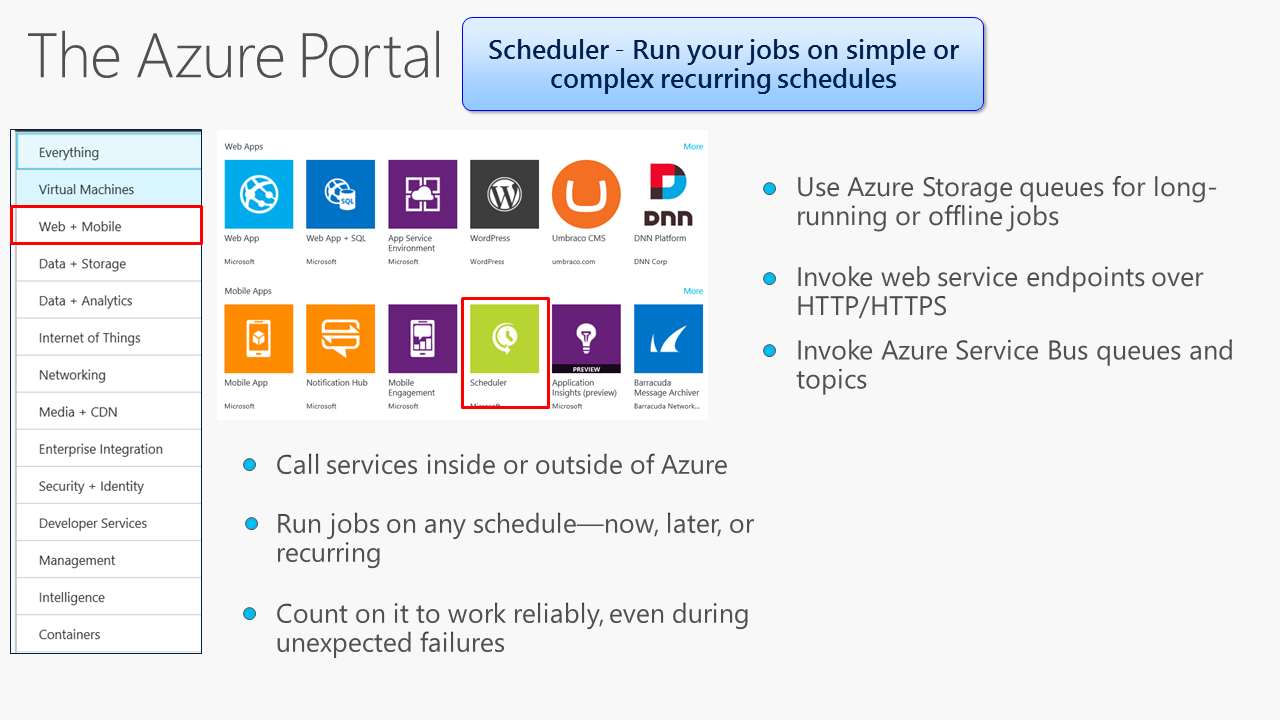 The Azure Portal
Scheduler - Run your jobs on simple or
complex recurring schedules
Everything
Virtual Machines
Web + Mobile
Data + Storage
Data + Analytics
Internet of Things
Networking
Media + CDN
Enterprise Integration
Security + Identity
Developer Services
Management
Intelligence
Containers
Web Apps
More
SQL
DNN
Web App
Web App + SQL
App Service
Environment
WordPress
Umbraco CMS
DNN Platform
Microsoft
Microsoft
Microsoft
WordPress
umbraco.com
DNN Corp
Mobile Apps
More
PREVIEW
Mobile App
Notification Hub
Mobile
Engagement
Scheduler
Application
Insights (preview)
Barracuda
Message Archiver
Microsoft
Microsoft
Microsoft
Microsoft
Microsoft
Barracuda Network...
Use Azure Storage queues for long-
running or offline jobs
Invoke web service endpoints over
HTTP/HTTPS
Invoke Azure Service Bus queues and
topics
Call services inside or outside of Azure
Run jobs on any schedule—now, later, or
recurring
Count on it to work reliably, even during
unexpected failures